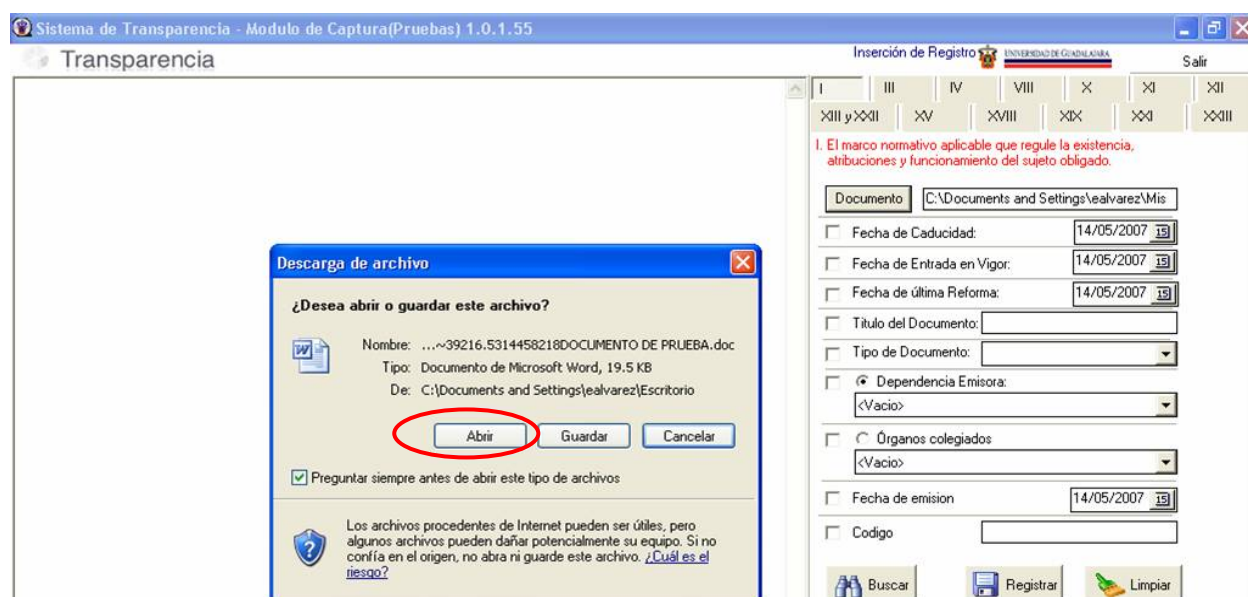 Sistema de Transparencia - Modulo de Captura(Pruebas) 1.0.1.55
Transparencia
Inserción de Registro
UNIVERSIDAD DE GUADALAJARA
Salir
I III IV VIII X XI XII
XIII y XXII XV XVIII XIX XXI XXIII
I. El marco normativo aplicable que regule la existencia,
atribuciones y funcionamiento del sujeto obligado.
Documento C:\Documents and Settings\ealvarez\Mis
Fecha de Caducidad: 14/05/2007 15
Fecha de Entrada en Vigor: 14/05/2007 15
Fecha de última Reforma: 14/05/2007 15
Titulo del Documento:
Tipo de Documento:
Dependencia Emisora:
<Vacio>
Órganos colegiados
<Vacio>
Fecha de emision 14/05/2007 15
Codigo
Buscar Registrar Limpiar
Descarga de archivo
¿Desea abrir o guardar este archivo?
Nombre: ...~39216.5314458218DOCUMENTO DE PRUEBA.doc
Tipo: Documento de Microsoft Word, 19.5 KB
De: C:\Documents and Settings\ealvarez\Escritorio
Abrir Guardar Cancelar
Preguntar siempre antes de abrir este tipo de archivos
Los archivos procedentes de Internet pueden ser útiles, pero
algunos archivos pueden dañar potencialmente su equipo. Si no
confía en el origen, no abra ni guarde este archivo. ¿Cuál es el
riesgo?